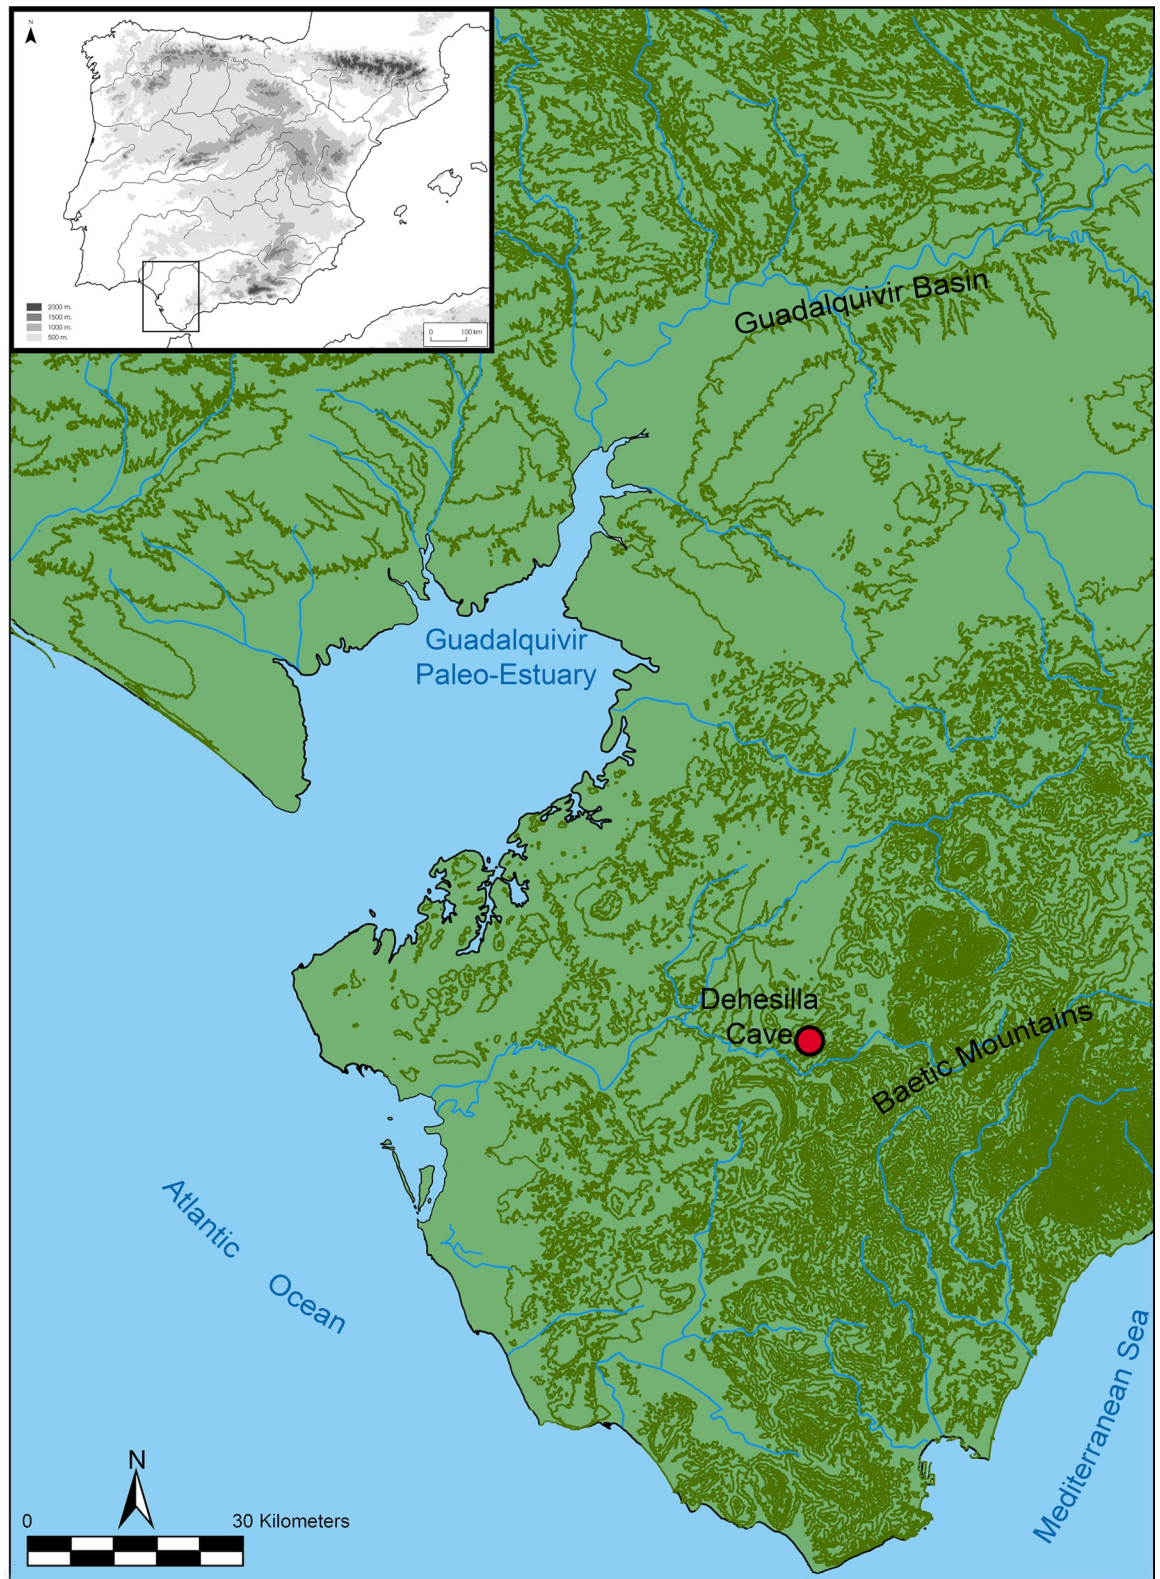 N
2000 m.
1500 m.
1000 m.
500 m.
0 100 km
Guadalquivir Basin
Guadalquivir
Paleo-Estuary
Dehesilla
Cave
Baetic Mountains
Atlantic Ocean
Mediterranean Sea
N
0 30 Kilometers